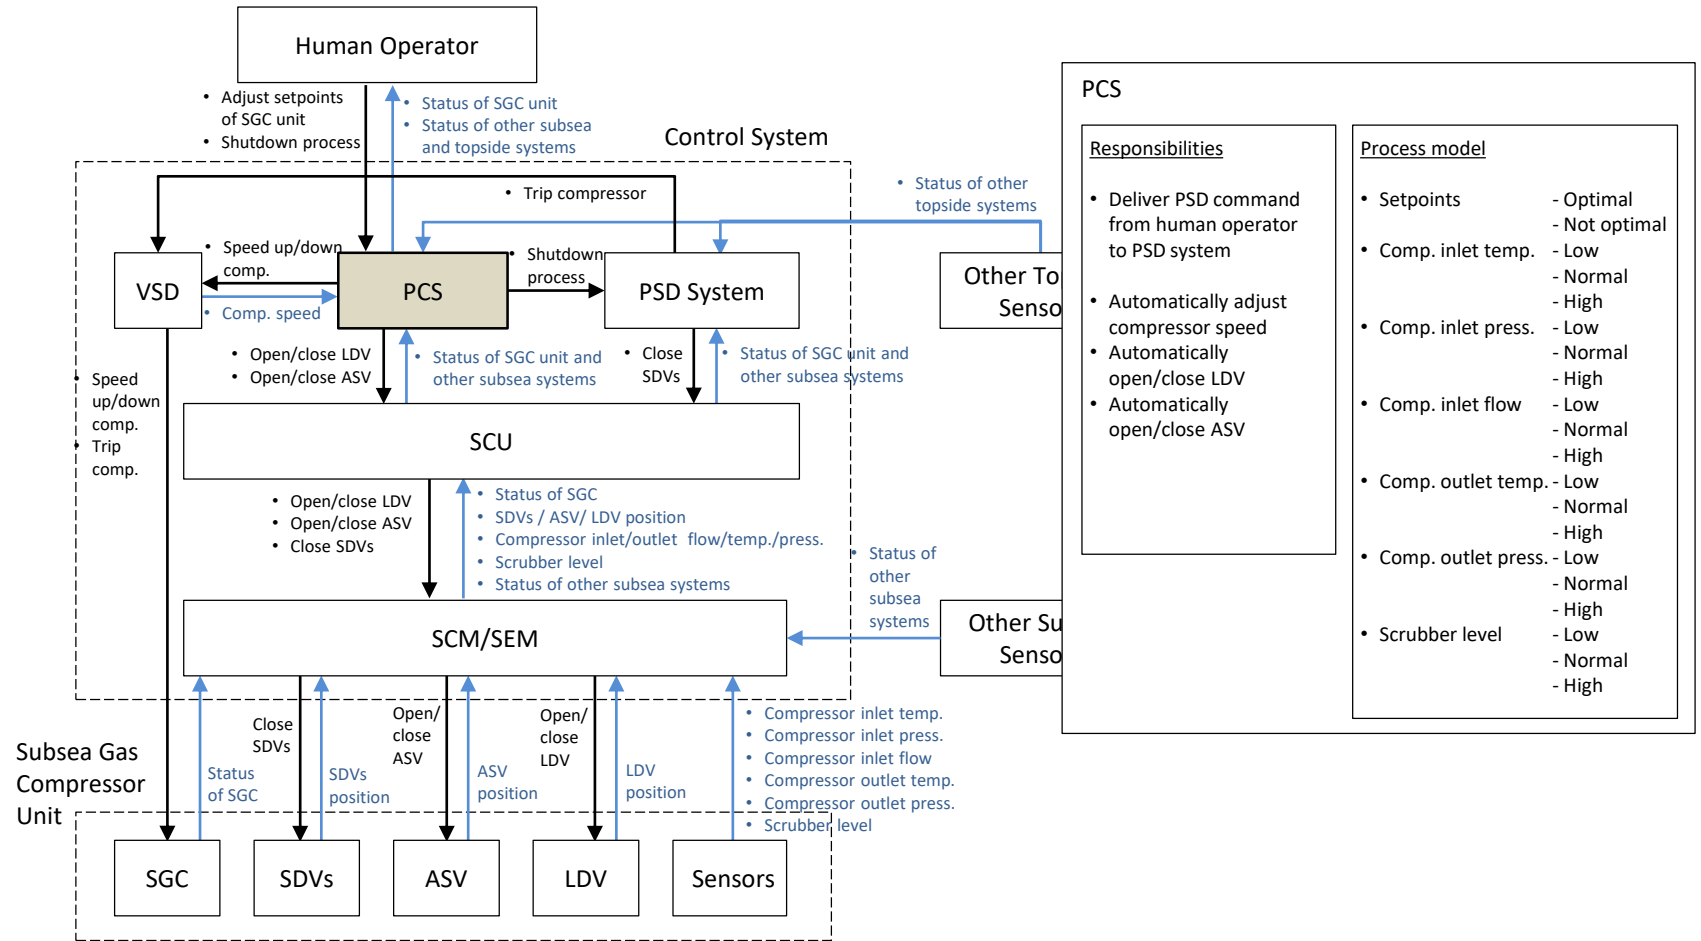 Human Operator
• Adjust setpoints
of SGC unit
• Shutdown process
• Status of SGC unit
• Status of other subsea
and topside systems
Control System
• Trip compressor
• Status of other
topside systems
• Speed up/down
comp.
• Shutdown
process
VSD
PCS
PSD System
Other
Other
• Comp. speed
• Open/close LDV
• Open/close ASV
• Status of SGC unit and
other subsea systems
• Close
SDVs
• Status of SGC unit and
other subsea systems
• Speed
up/down
comp.
• Trip
comp.
SCU
• Open/close LDV
• Open/close ASV
• Close SDVs
• Status of SGC
• SDVs / ASV/ LDV position
• Compressor inlet/outlet flow/temp./press.
• Scrubber level
• Status of other subsea systems
• Status of
other
subsea
systems
SCM/SEM
Close
SDVs
Open/
close
ASV
Open/
close
LDV
• Compressor inlet temp.
• Compressor inlet press.
• Compressor inlet flow
• Compressor outlet temp.
• Compressor outlet press.
• Scrubber level
Status
of SGC
SDVs
position
ASV
position
LDV
position
Subsea Gas
Compressor
Unit
SGC
SDVs
ASV
LDV
Sensors
PCS
Responsibilities
• Deliver PSD command
from human operator
to PSD system
• Automatically adjust
compressor speed
• Automatically
open/close LDV
• Automatically
open/close ASV
Process model
• Setpoints - Optimal
- Not optimal
• Comp. inlet temp. - Low
- Normal
- High
• Comp. inlet press. - Low
- Normal
- High
• Comp. inlet flow - Low
- Normal
- High
• Comp. outlet temp. - Low
- Normal
- High
• Comp. outlet press. - Low
- Normal
- High
• Scrubber level - Low
- Normal
- High